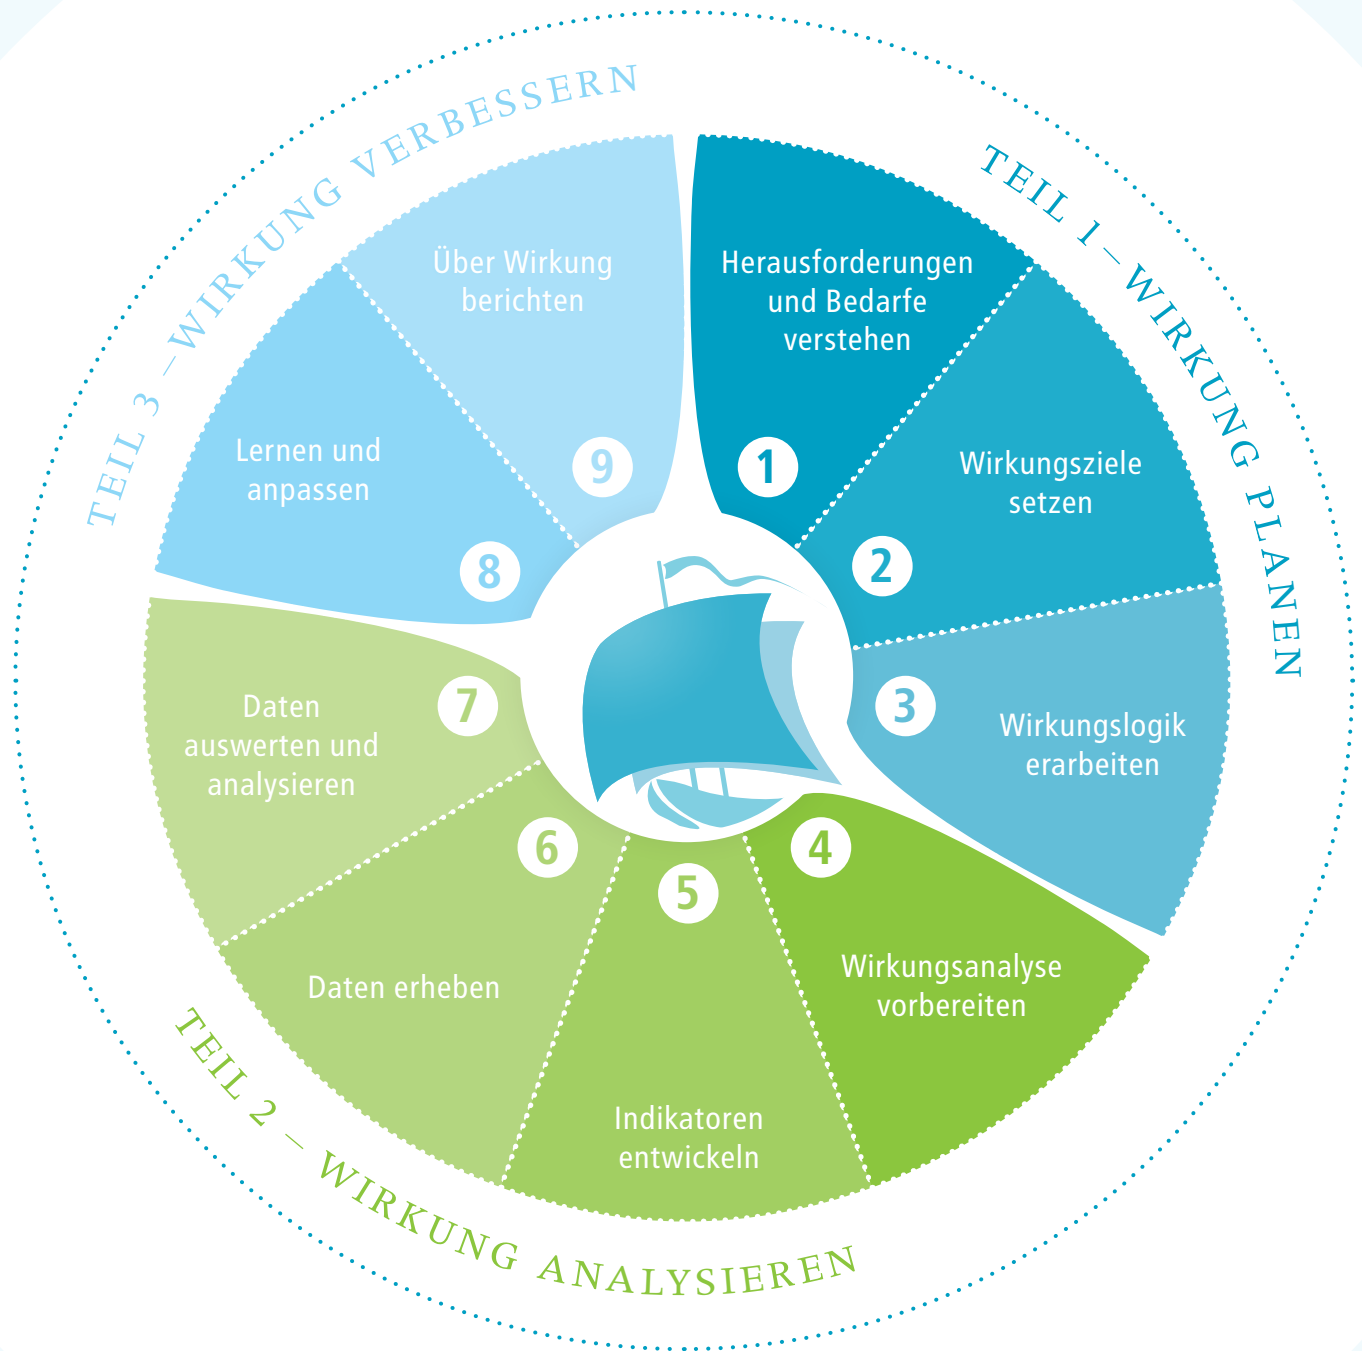 TEIL 1 – WIRKUNG PLANEN
1
Herausforderungen
und Bedarfe
verstehen
2
Wirkungsziele
setzen
3
Wirkungslogik
erarbeiten
TEIL 2 – WIRKUNG ANALYSIEREN
4
Wirkungsanalyse
vorbereiten
5
Indikatoren
entwickeln
6
Daten erheben
7
Daten
auswerten und
analysieren
TEIL 3 – WIRKUNG VERBESSERN
8
Lernen und
anpassen
9
Über Wirkung
berichten